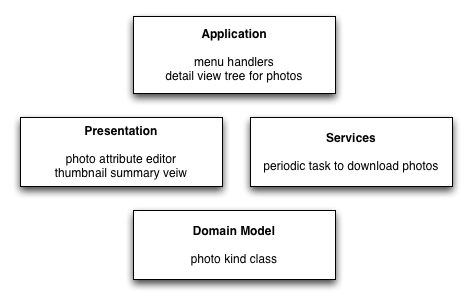 Application
menu handlers
detail view tree for photos
Presentation
photo attribute editor
thumbnail summary veiw
Services
periodic task to download photos
Domain Model
photo kind class